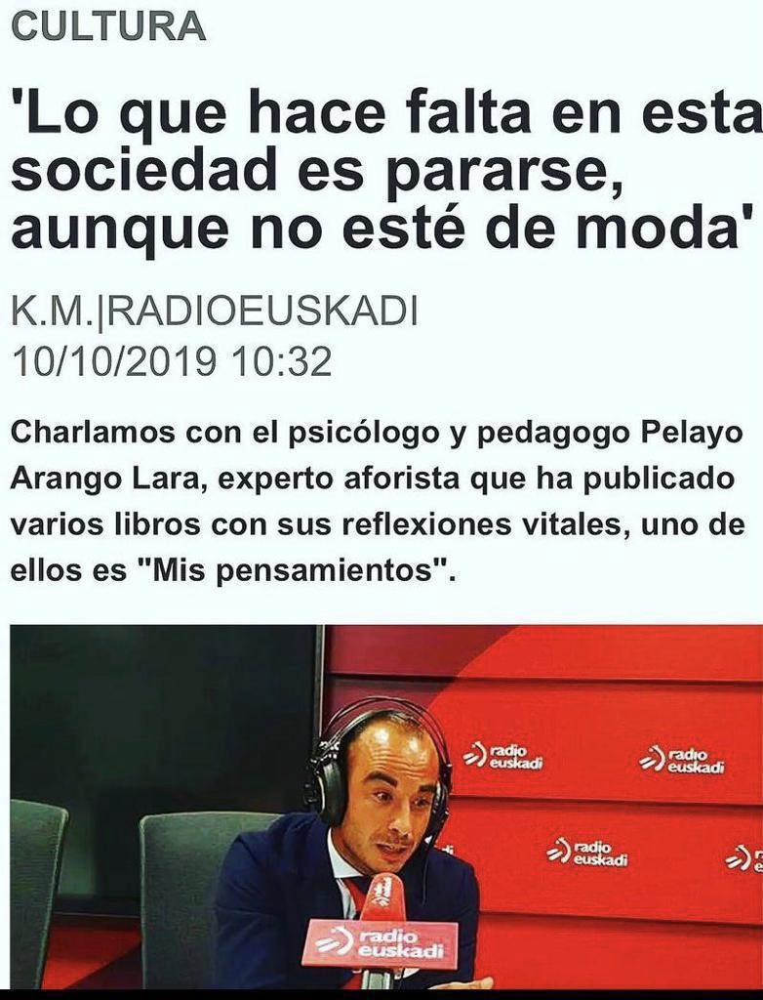 CULTURA
'Lo que hace falta en esta
sociedad es pararse,
aunque no esté de moda'
K.M.|RADIOEUSKADI
10/10/2019 10:32
Charlamos con el psicólogo y pedagogo Pelayo
Arango Lara, experto aforista que ha publicado
varios libros con sus reflexiones vitales, uno de
ellos es "Mis pensamientos".
radio
euskadi
radio
euskadi
radio
euskadi
radio
euskadi